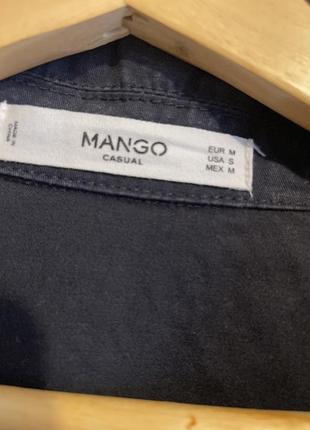 MADE IN
CHINA
MANGO
CASUAL
EUR M
USA S
MEX M